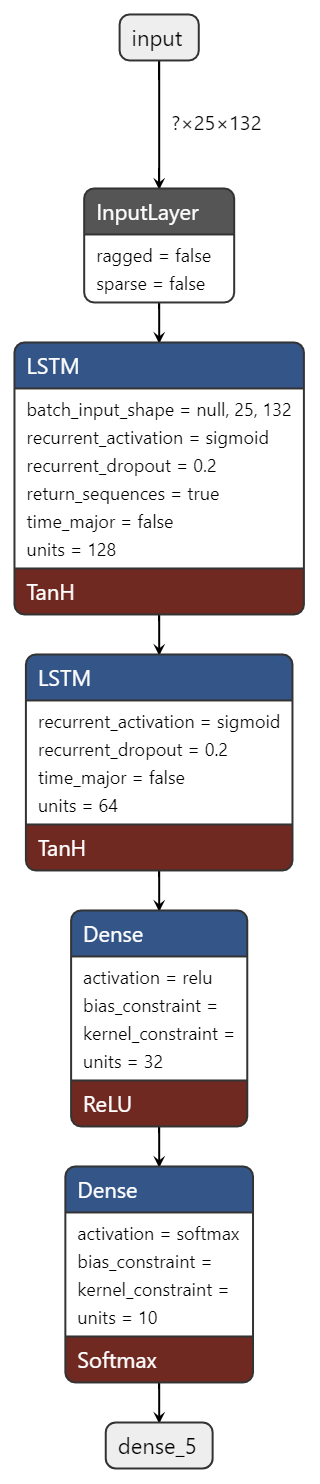 input
?×25×132
InputLayer
ragged = false
sparse = false
LSTM
batch_input_shape = null, 25, 132
recurrent_activation = sigmoid
recurrent_dropout = 0.2
return_sequences = true
time_major = false
units = 128
TanH
LSTM
recurrent_activation = sigmoid
recurrent_dropout = 0.2
time_major = false
units = 64
TanH
Dense
activation = relu
bias_constraint =
kernel_constraint =
units = 32
ReLU
Dense
activation = softmax
bias_constraint =
kernel_constraint =
units = 10
Softmax
dense_5